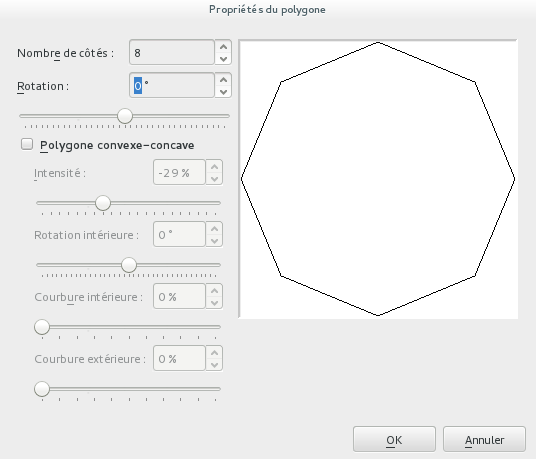 Propriétés du polygone
Nombre de côtés : 8
Rotation : 0 °
Polygone convexe-concave
Intensité : -29 %
Rotation intérieure : 0 °
Courbure intérieure : 0 %
Courbure extérieure : 0 %
OK Annuler